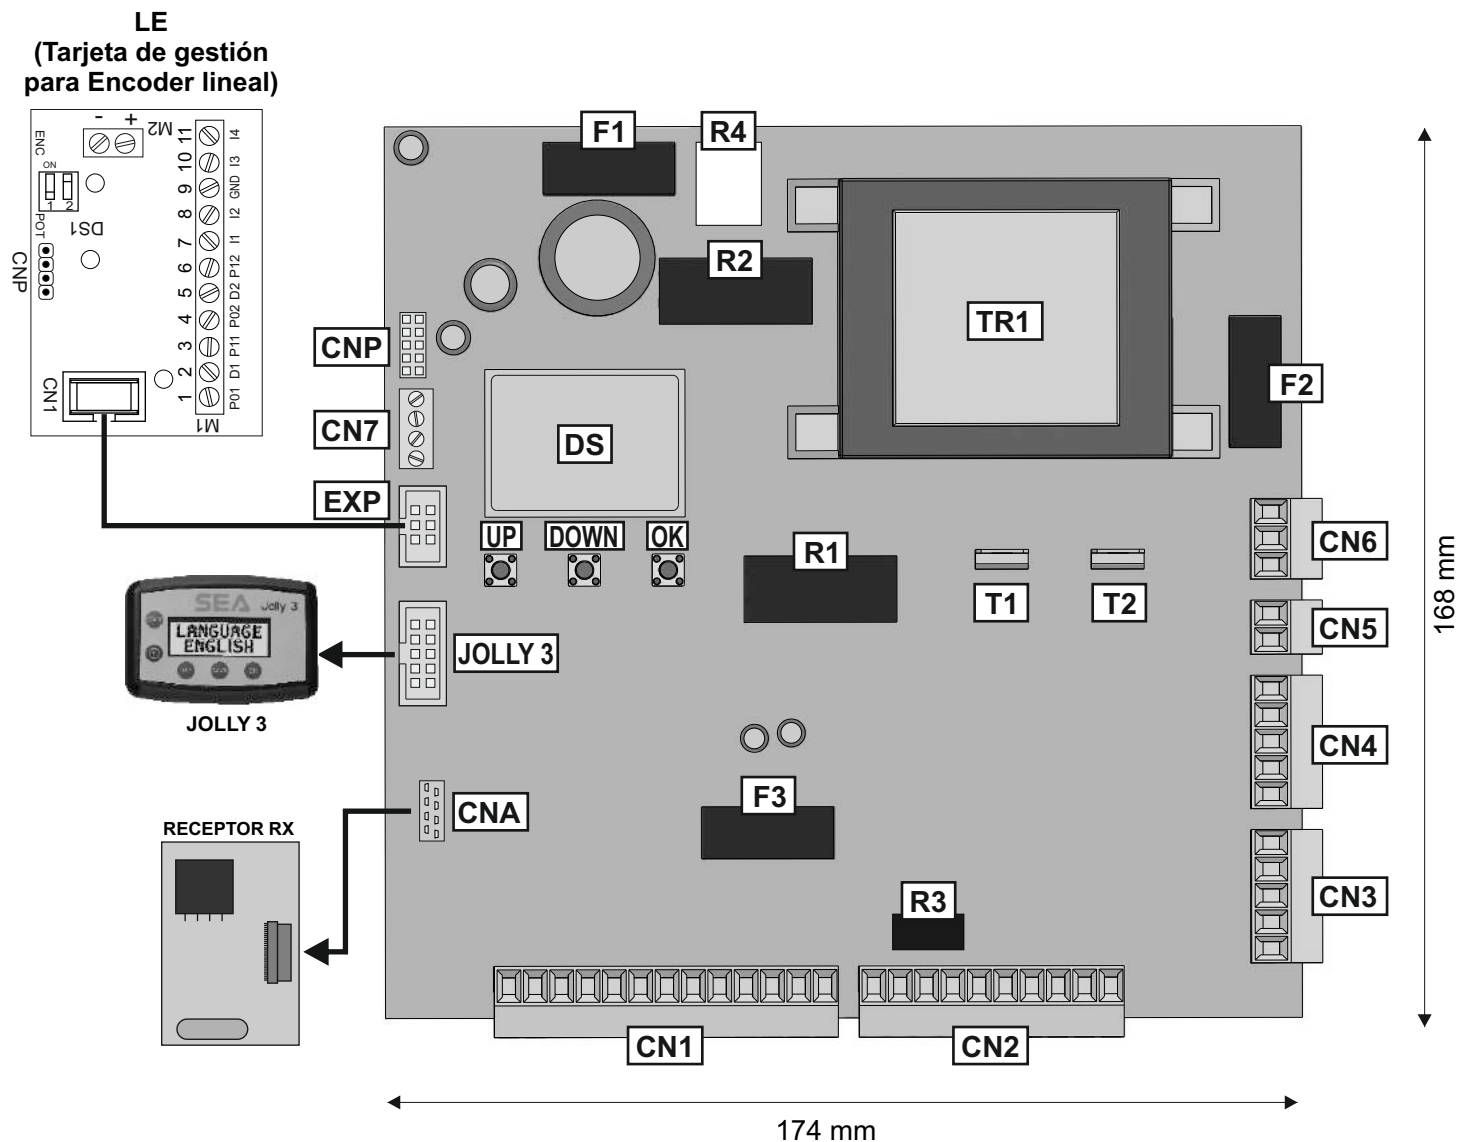 LE
(Tarjeta de gestión
para Encoder lineal)
- +
M2
ENC
ON
1 2
POT
DS1
CNP
CN1
M1
11 I4
10 I3
9 GND
8 I2
7 I1
6 P12
5 D2
4 P02
3 P11
2 D1
1 P01
F1
R4
R2
TR1
F2
CNP
CN7
DS
EXP
UP
DOWN
OK
R1
T1
T2
CN6
CN5
CN4
CN3
SEA Jolly 3
LANGUAGE
ENGLISH
JOLLY 3
JOLLY 3
CNA
F3
R3
RECEPTOR RX
CN1
CN2
168 mm
174 mm